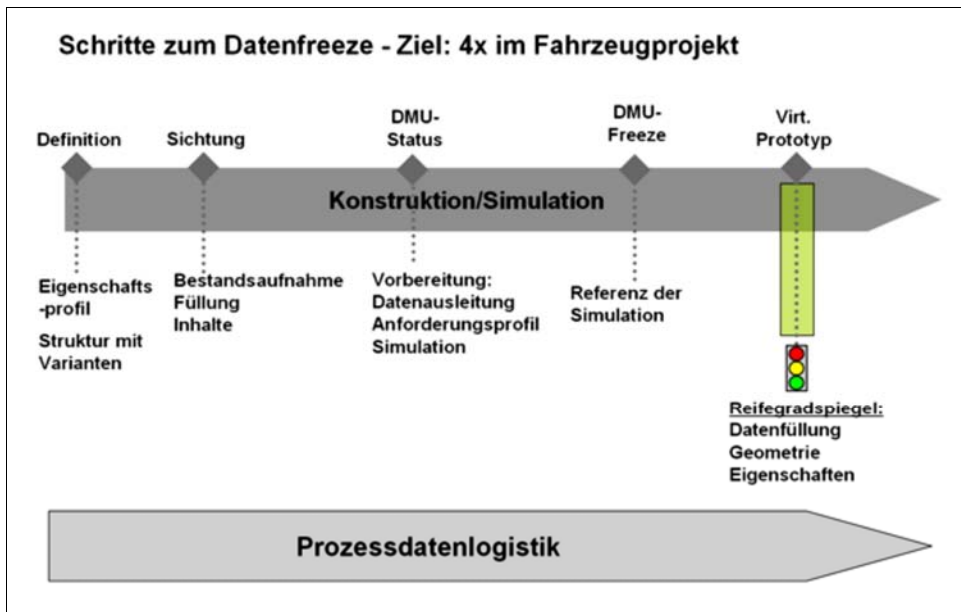 Schritte zum Datenfreeze - Ziel: 4x im Fahrzeugprojekt
Definition
Sichtung
DMU-
Status
DMU-
Freeze
Virt.
Prototyp
Konstruktion/Simulation
Eigenschafts
-profil
Struktur mit
Varianten
Bestandsaufnahme
Füllung
Inhalte
Vorbereitung:
Datenausleitung
Anforderungsprofil
Simulation
Referenz der
Simulation
Reifegradspiegel:
Datenfüllung
Geometrie
Eigenschaften
Prozessdatenlogistik